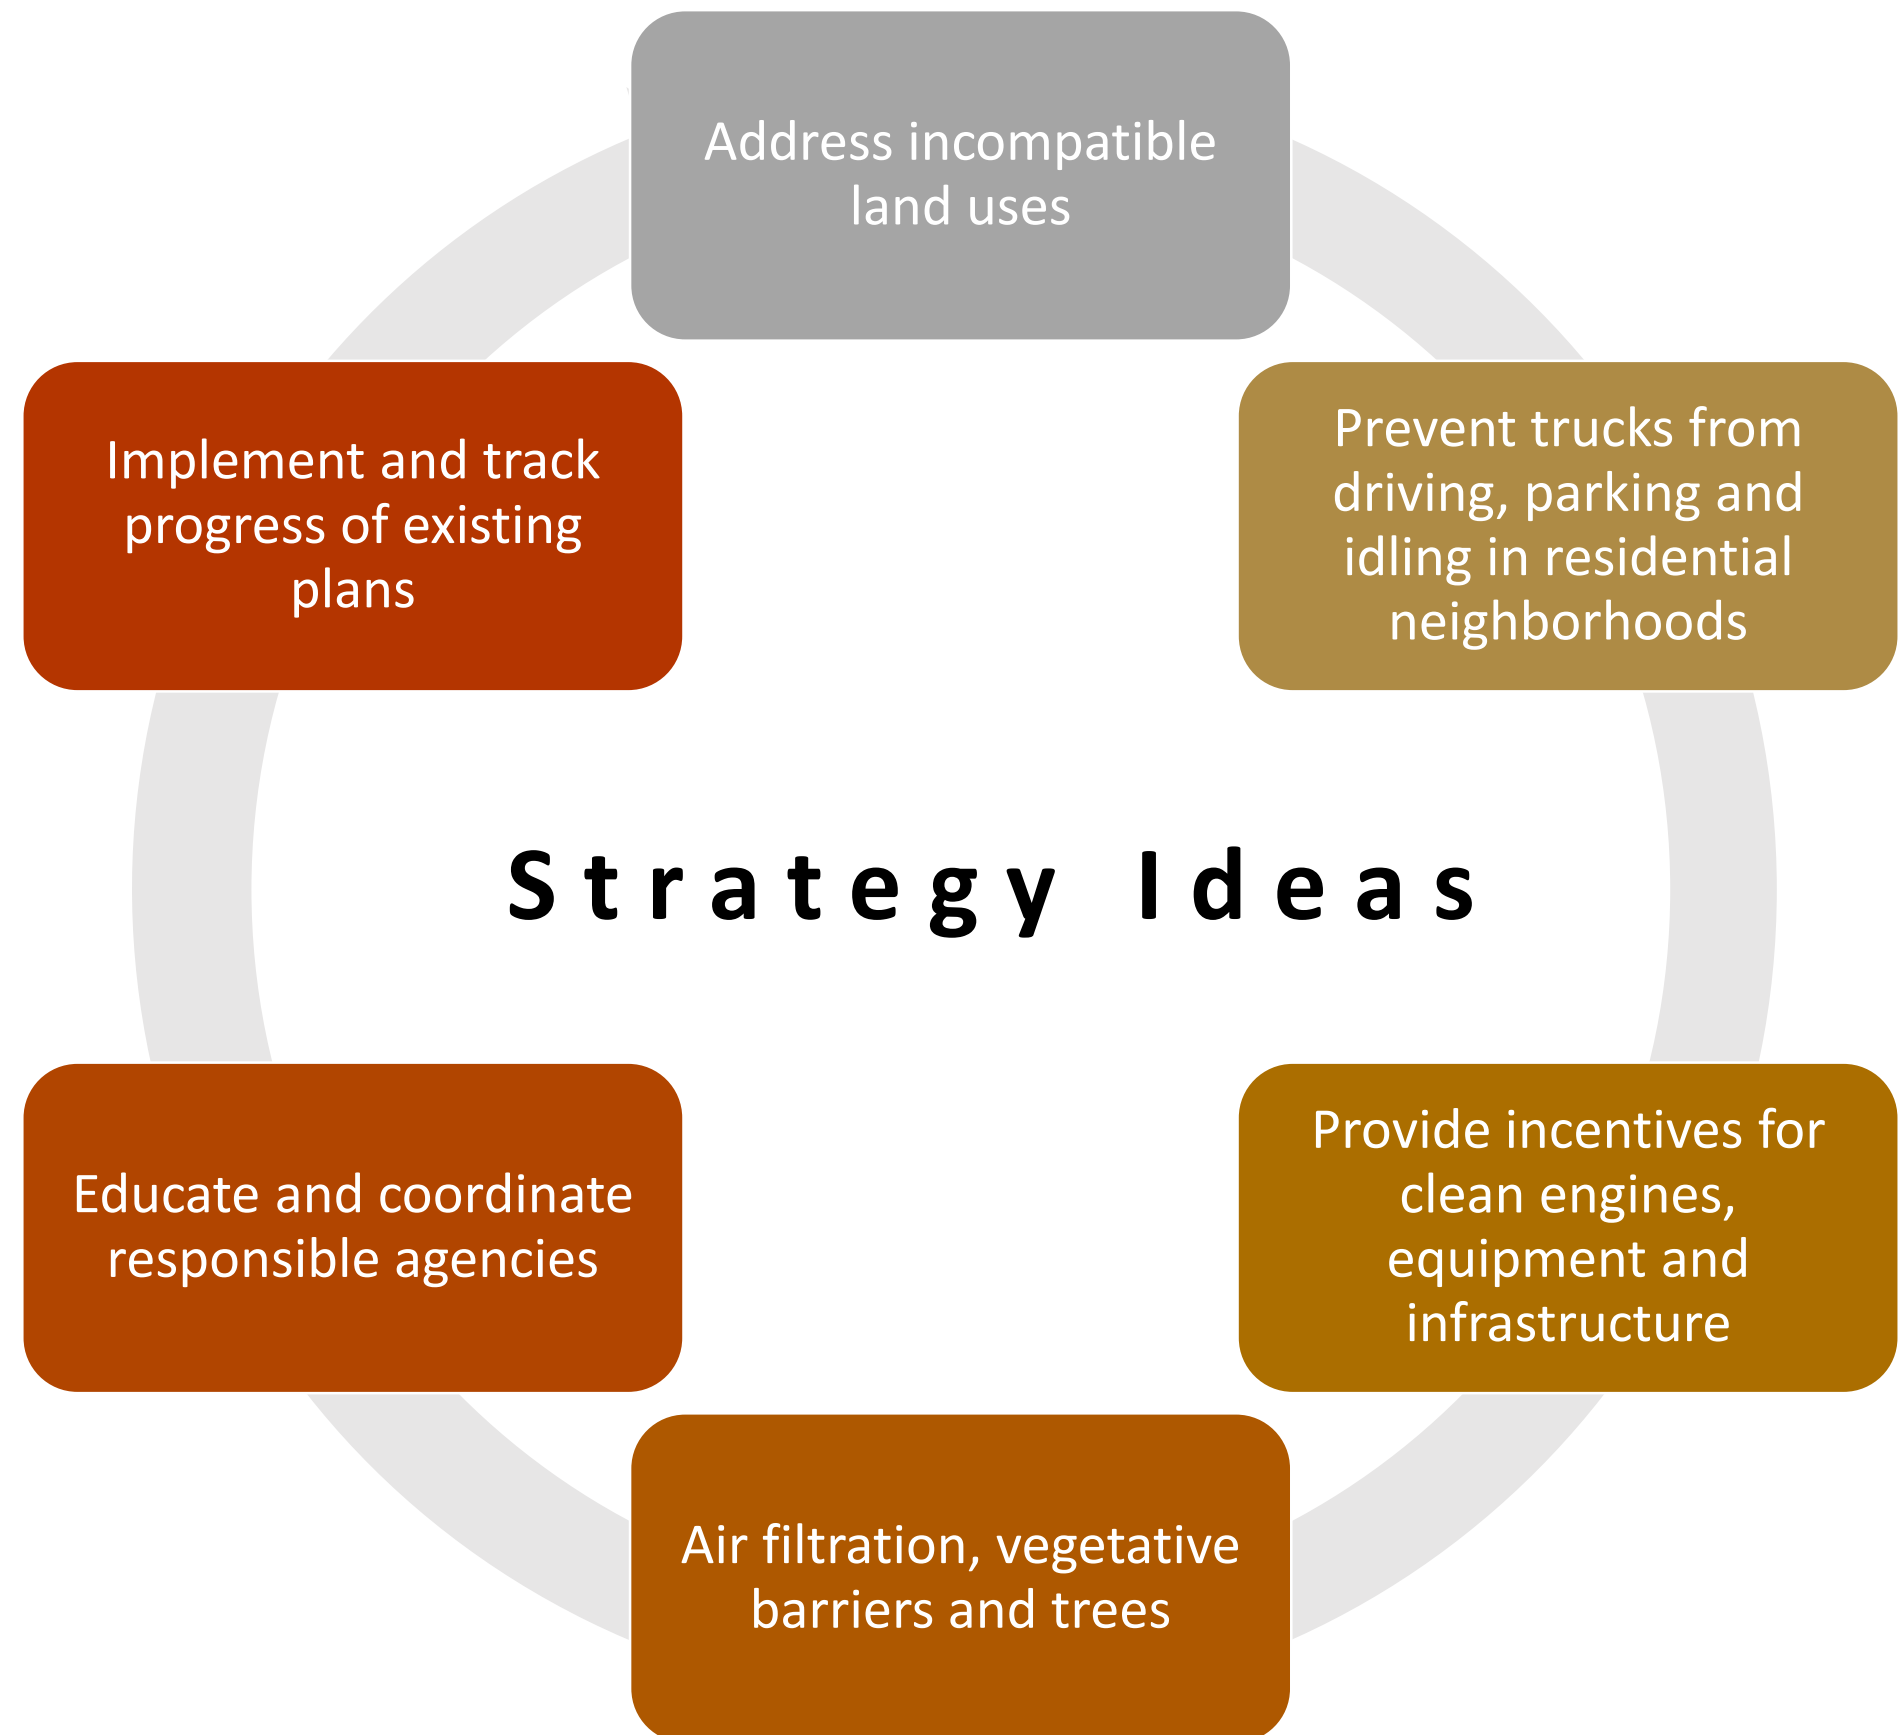 Address incompatible
land uses
Prevent trucks from
driving, parking and
idling in residential
neighborhoods
Provide incentives for
clean engines,
equipment and
infrastructure
Air filtration, vegetative
barriers and trees
Educate and coordinate
responsible agencies
Implement and track
progress of existing
plans
Strategy Ideas